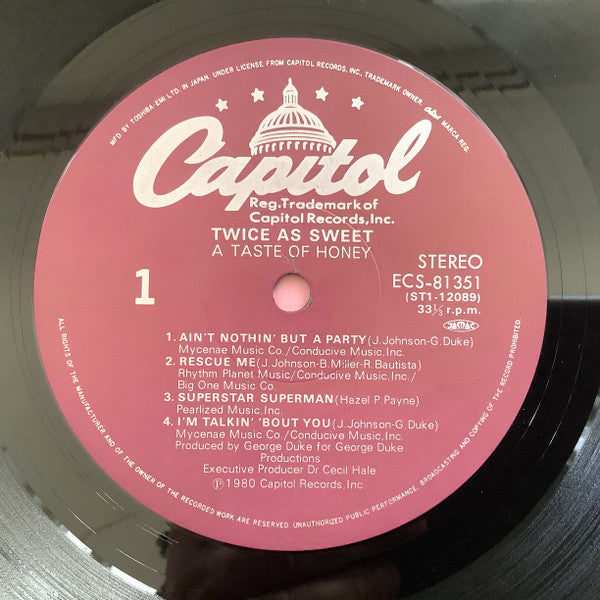 MFD. BY TOSHIBA-EMI LTD. IN JAPAN. UNDER LICENSE FROM CAPITOL RECORDS, INC., TRADEMARK OWNER, Capitol MARCA REG.
Capitol
Reg. Trademark of
Capitol Records, Inc.
TWICE AS SWEET
A TASTE OF HONEY
1
STEREO
ECS-81351
(ST1-12089)
33⅓ r.p.m.
JASRAC
1. AIN'T NOTHIN' BUT A PARTY (J. Johnson-G. Duke)
Mycenae Music Co./Conducive Music, Inc.
2. RESCUE ME (J. Johnson-B. Miller-R. Bautista)
Rhythm Planet Music/Conducive Music, Inc./
Big One Music Co.
3. SUPERSTAR SUPERMAN (Hazel P. Payne)
Pearlized Music, Inc.
4. I'M TALKIN' 'BOUT YOU (J. Johnson-G. Duke)
Mycenae Music Co./Conducive Music, Inc.
Produced by George Duke for George Duke
Productions
Executive Producer Dr. Cecil Hale
℗ 1980 Capitol Records, Inc
ALL RIGHTS OF THE MANUFACTURER AND OF THE OWNER OF THE RECORDED WORK ARE RESERVED. UNAUTHORIZED PUBLIC PERFORMANCE, BROADCASTING AND COPYING OF THE RECORD PROHIBITED.